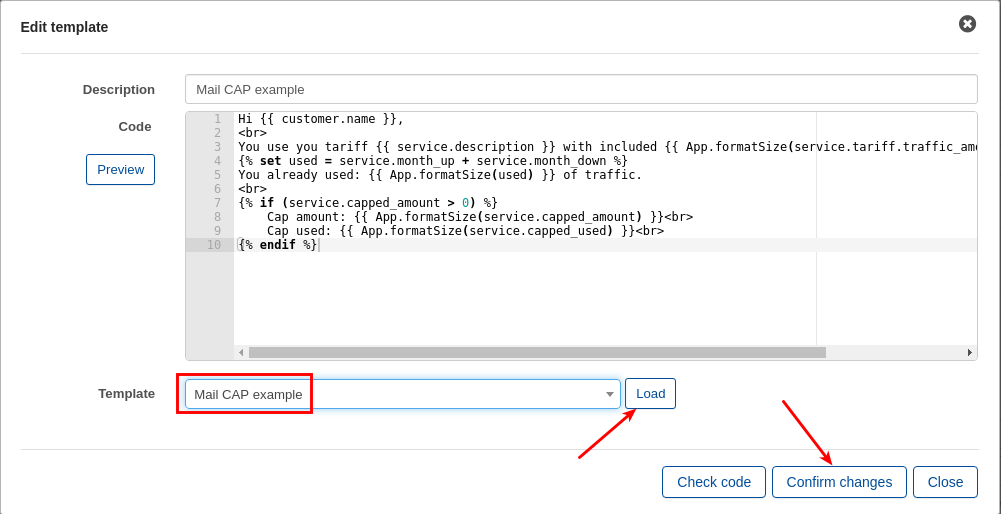 Edit template
Description
Mail CAP example
Code
Preview
1 Hi {{ customer.name }},
2 <br>
3 You use you tariff {{ service.description }} with included {{ App.formatSize(service.tariff.traffic_amo
4 {% set used = service.month_up + service.month_down %}
5 You already used: {{ App.formatSize(used) }} of traffic.
6 <br>
7 {% if (service.capped_amount > 0) %}
8     Cap amount: {{ App.formatSize(service.capped_amount) }}<br>
9     Cap used: {{ App.formatSize(service.capped_used) }}<br>
10 {% endif %}
Template
Mail CAP example
Load
Check code
Confirm changes
Close